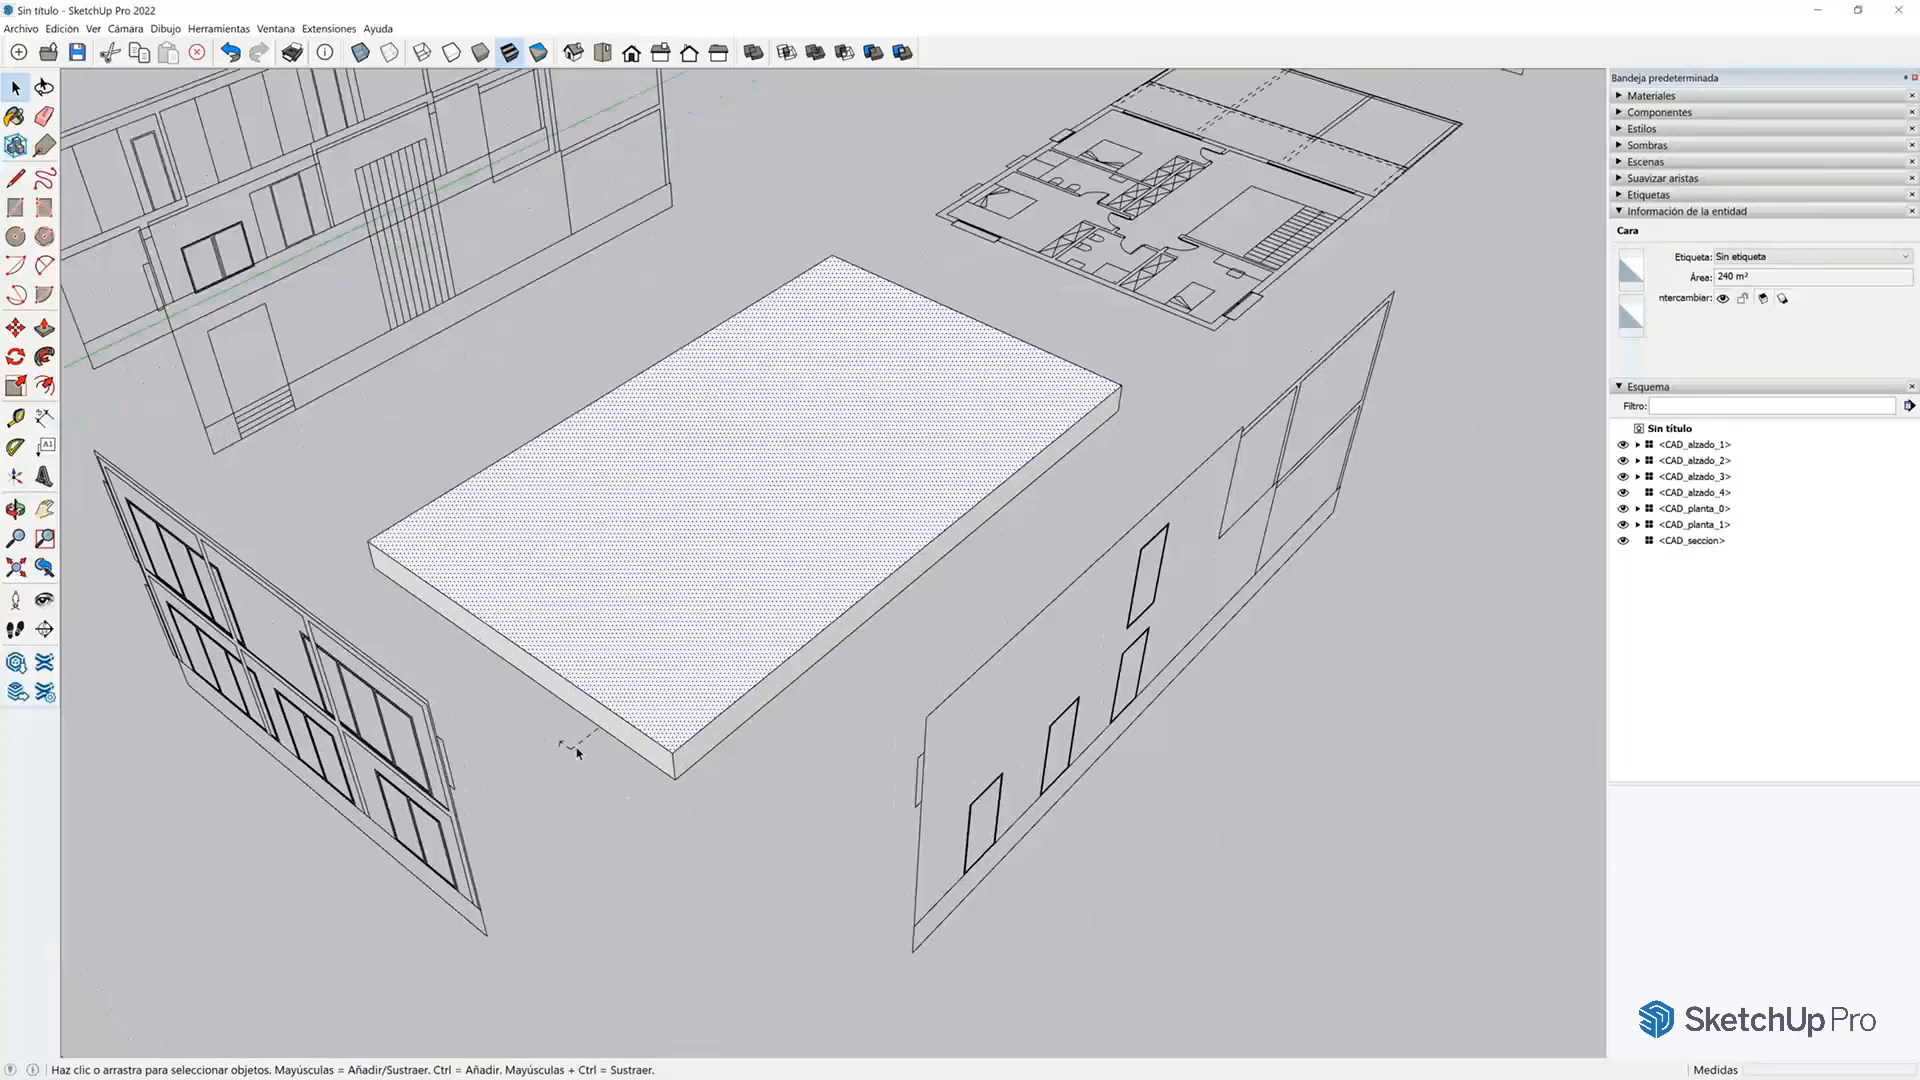 Sin título - SketchUp Pro 2022
Archivo Edición Ver Cámara Dibujo Herramientas Ventana Extensiones Ayuda
Bandeja predeterminada
Materiales
Componentes
Estilos
Sombras
Escenas
Suavizar aristas
Etiquetas
Información de la entidad
Cara
Etiqueta: Sin etiqueta
Área: 240 m²
ntercambiar:
Esquema
Filtro:
Sin título
<CAD_alzado_1>
<CAD_alzado_2>
<CAD_alzado_3>
<CAD_alzado_4>
<CAD_planta_0>
<CAD_planta_1>
<CAD_seccion>
A1
SketchUp Pro
Haz clic o arrastra para seleccionar objetos. Mayúsculas = Añadir/Sustraer. Ctrl = Añadir. Mayúsculas + Ctrl = Sustraer.
Medidas